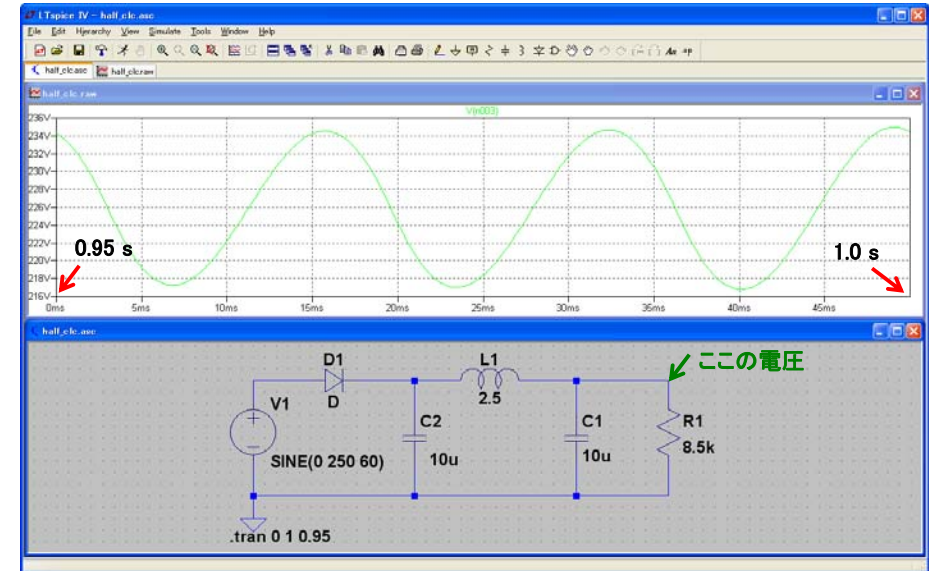 LTspice IV - half_clc.asc
File Edit Hierarchy View Simulate Tools Window Help
half_clc.asc half_clc.raw
half_clc.raw
V(n003)
236V
234V
232V
230V
228V
226V
224V
222V
220V
218V
216V
0.95 s
1.0 s
0ms 5ms 10ms 15ms 20ms 25ms 30ms 35ms 40ms 45ms
half_clc.asc
ここの電圧
D1
L1
D
2.5
V1
C2
C1
R1
SINE(0 250 60)
10u
10u
8.5k
.tran 0 1 0.95